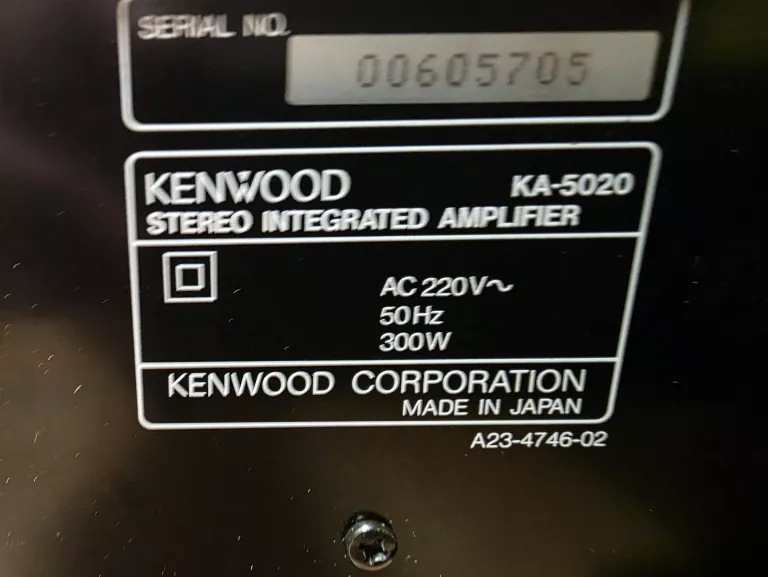 SERIAL NO.
00605705
KENWOOD KA-5020
STEREO INTEGRATED AMPLIFIER
AC 220V~
50Hz
300W
KENWOOD CORPORATION
MADE IN JAPAN
A23-4746-02